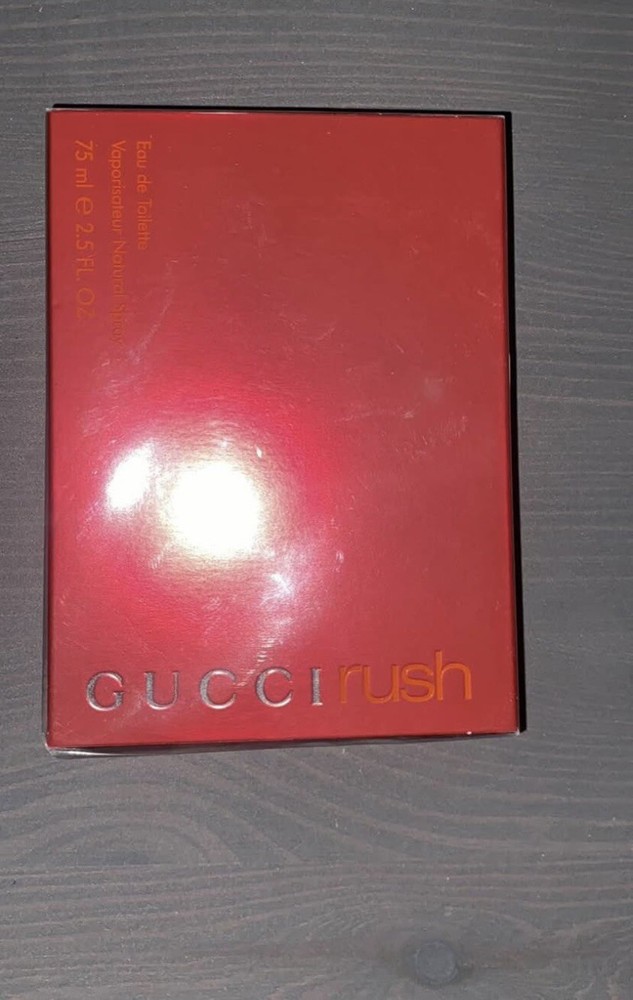 Eau de Toilette
Vaporisateur Natural Spray
75 ml e 2.5 FL. OZ
GUCCI rush